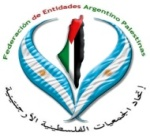 Federación de Entidades Argentino Palestinas
إتحاد الجمعيات الفلسطينية الأرجنتينية